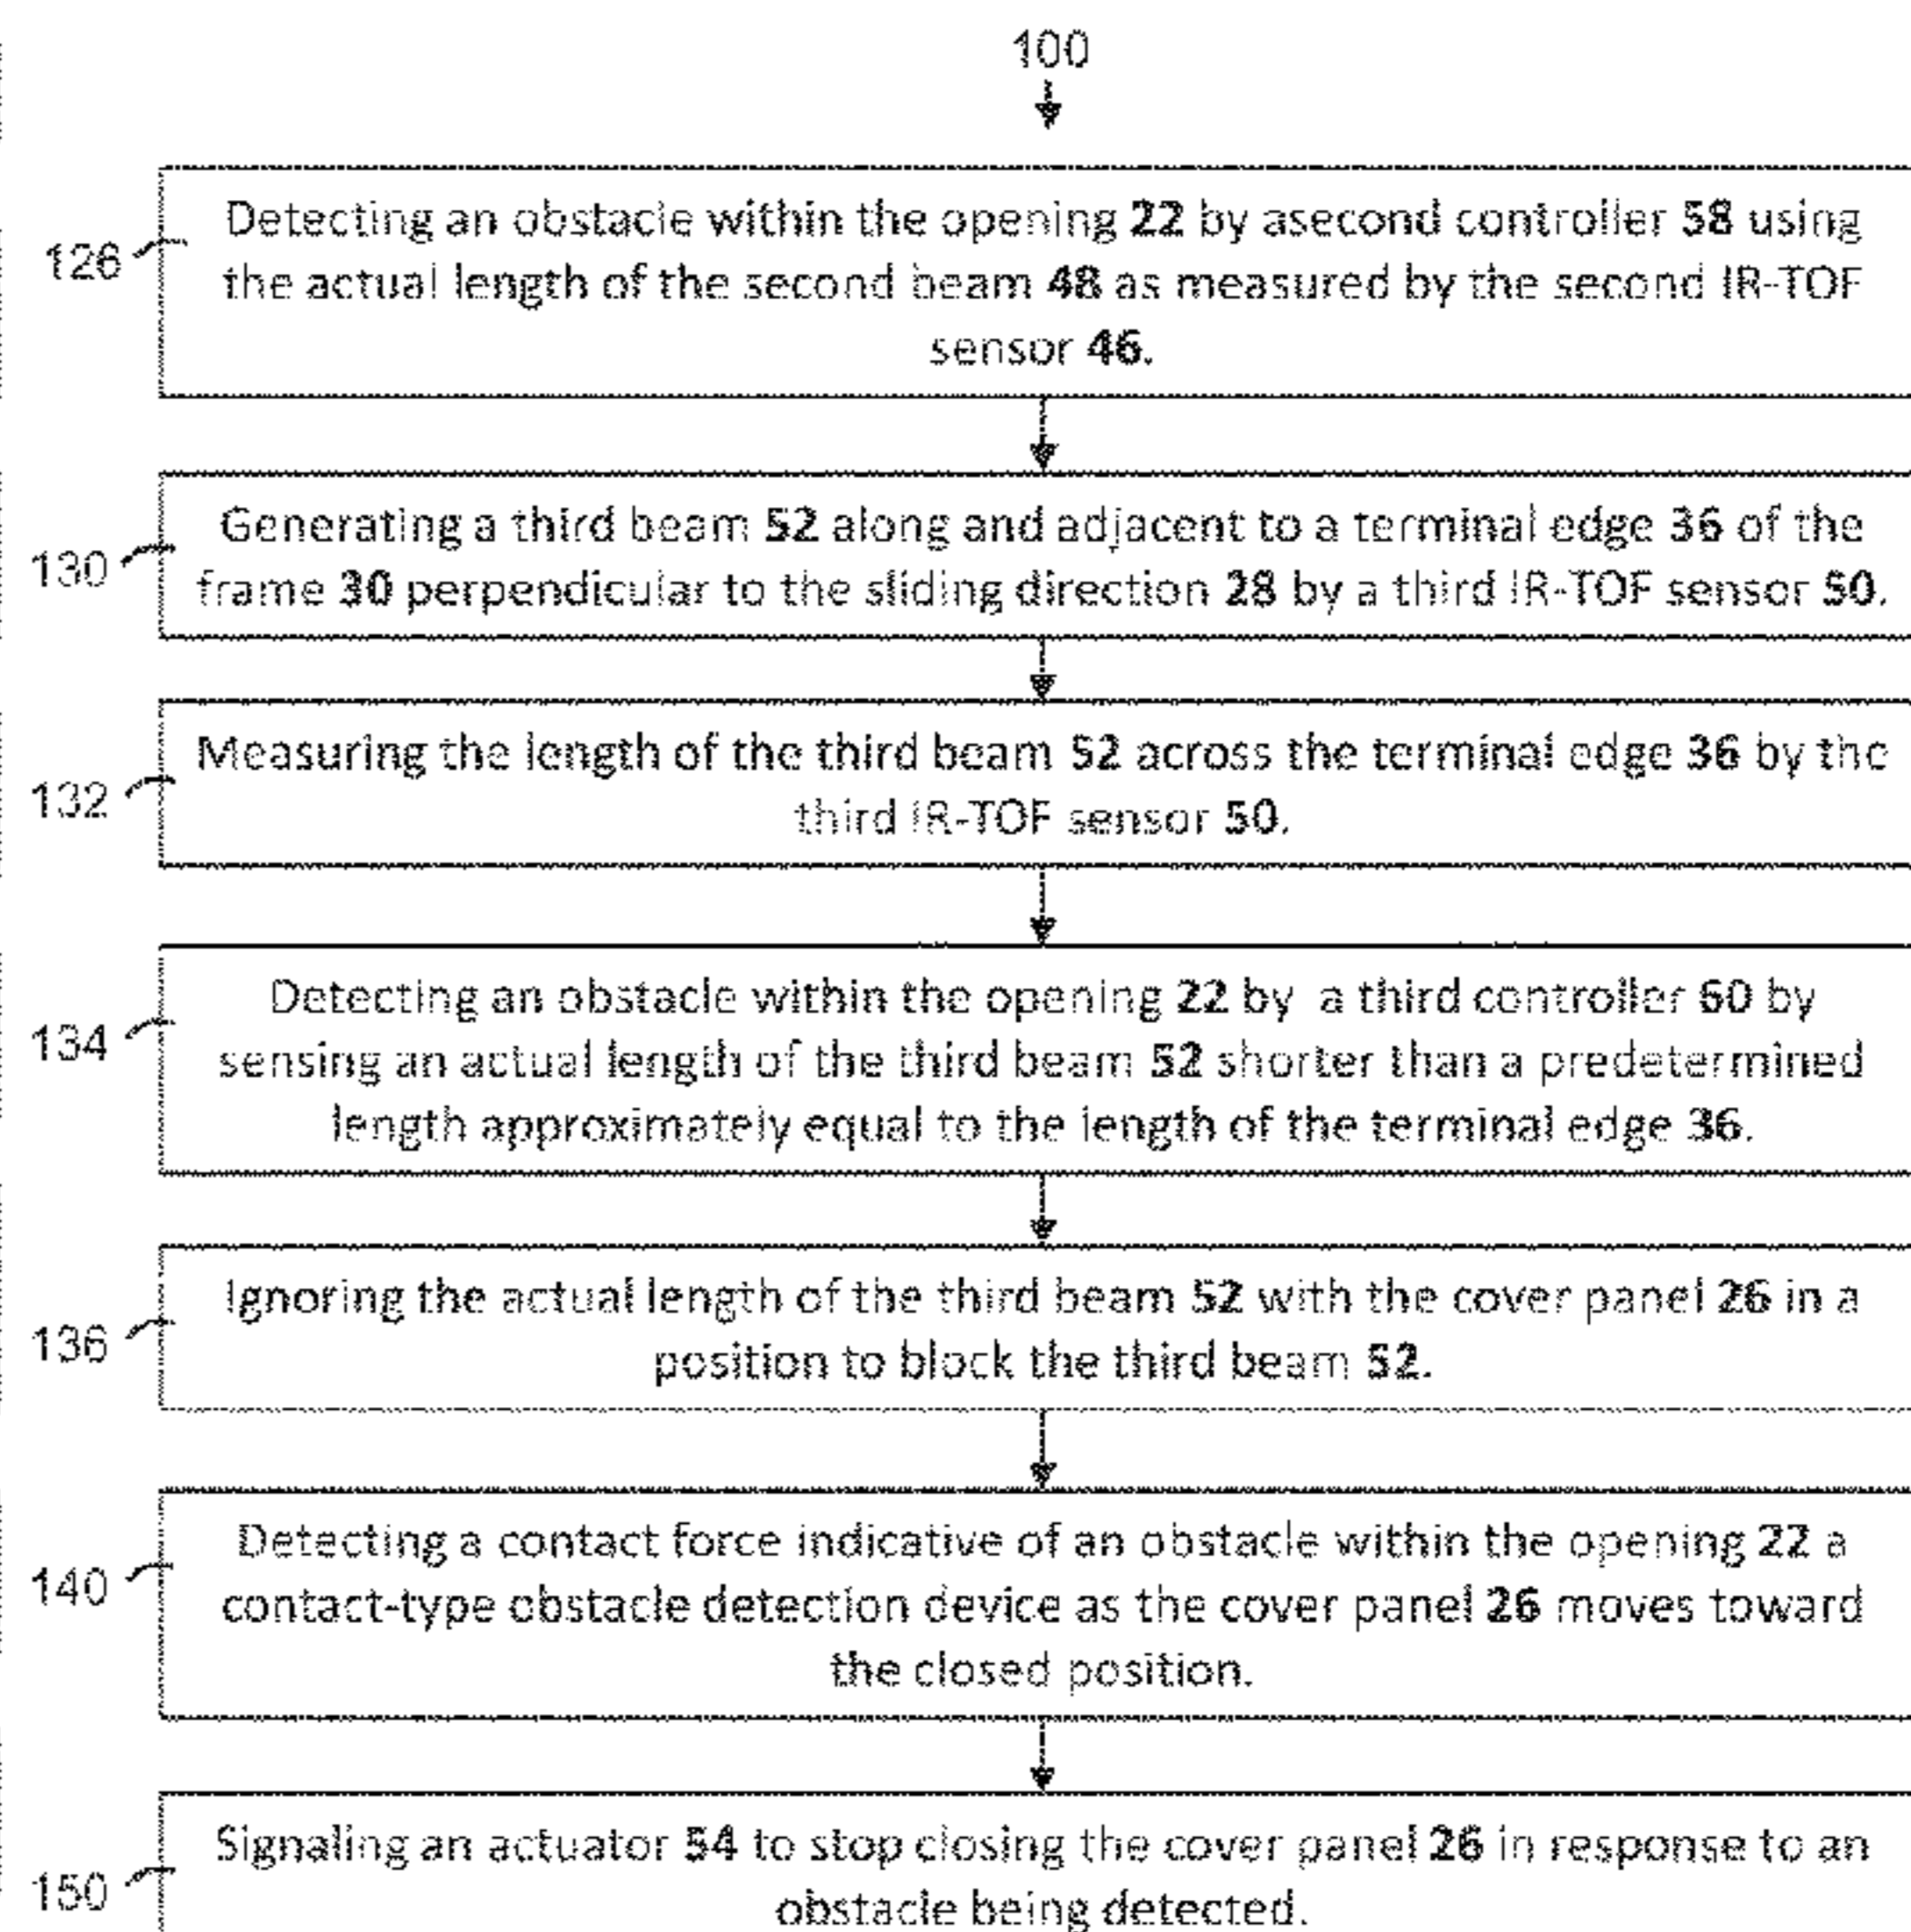 100
126
Detecting an obstacle within the opening 22 by asecond controller 58 using
the actual length of the second beam 48 as measured by the second IR-TOF
sensor 46.
130
Generating a third beam 52 along and adjacent to a terminal edge 36 of the
frame 30 perpendicular to the sliding direction 28 by a third IR-TOF sensor 50.
132
Measuring the length of the third beam 52 across the terminal edge 36 by the
third IR-TOF sensor 50.
134
Detecting an obstacle within the opening 22 by a third controller 60 by
sensing an actual length of the third beam 52 shorter than a predetermined
length approximately equal to the length of the terminal edge 36.
136
Ignoring the actual length of the third beam 52 with the cover panel 26 in a
position to block the third beam 52.
140
Detecting a contact force indicative of an obstacle within the opening 22 a
contact-type obstacle detection device as the cover panel 26 moves toward
the closed position.
150
Signaling an actuator 54 to stop closing the cover panel 26 in response to an
obstacle being detected.